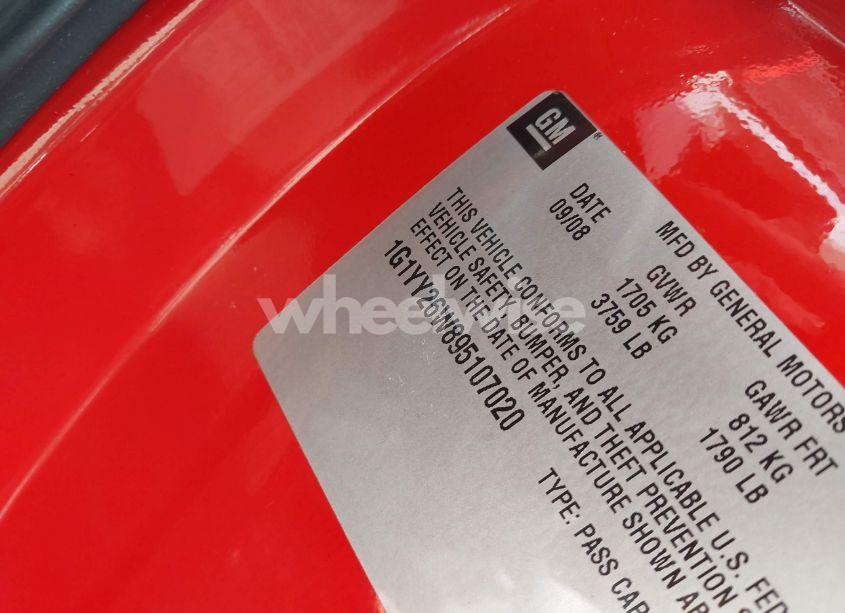 GM
MFD BY GENERAL MOTORS
DATE GVWR GAWR FRT
09/08 1705 KG 812 KG
3759 LB 1790 LB
THIS VEHICLE CONFORMS TO ALL APPLICABLE U.S. FED
VEHICLE SAFETY, BUMPER, AND THEFT PREVENTION S
EFFECT ON THE DATE OF MANUFACTURE SHOWN AB
1G1YY26W895107020 TYPE: PASS CAR
wheelwise